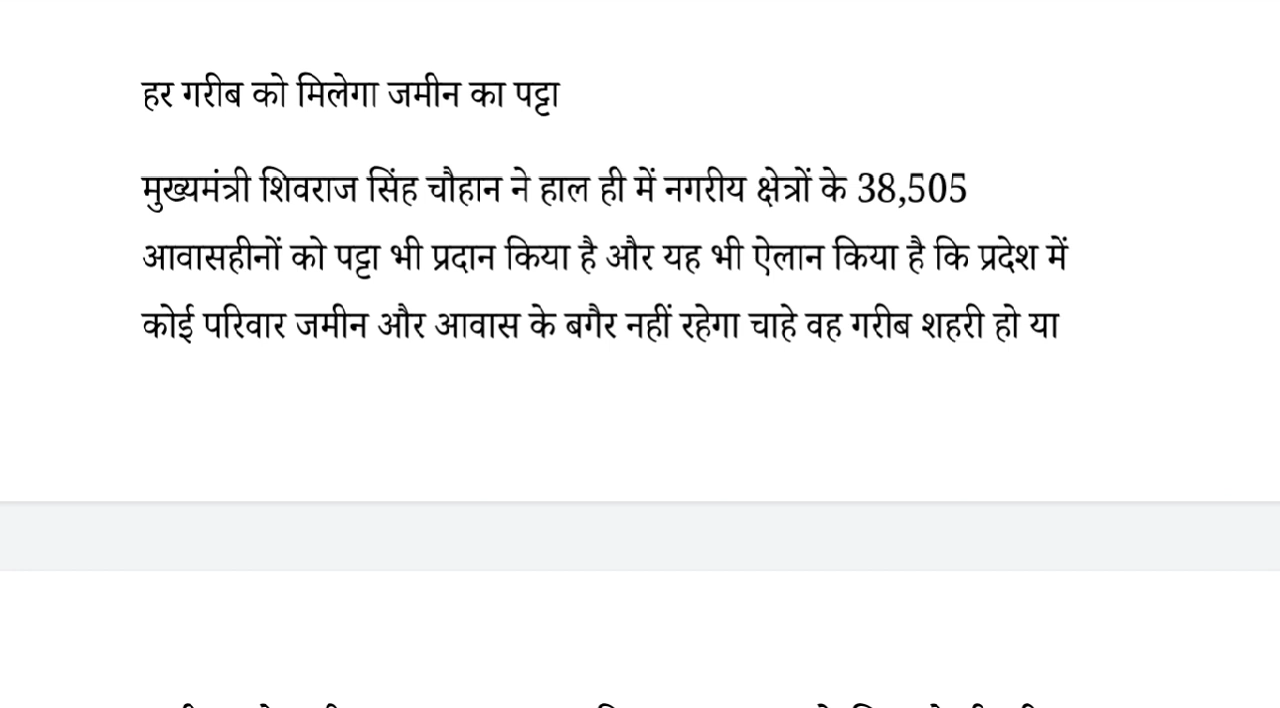 हर गरीब को मिलेगा जमीन का पट्टा
मुख्यमंत्री शिवराज सिंह चौहान ने हाल ही में नगरीय क्षेत्रों के 38,505
आवासहीनों को पट्टा भी प्रदान किया है और यह भी ऐलान किया है कि प्रदेश में
कोई परिवार जमीन और आवास के बगैर नहीं रहेगा चाहे वह गरीब शहरी हो या